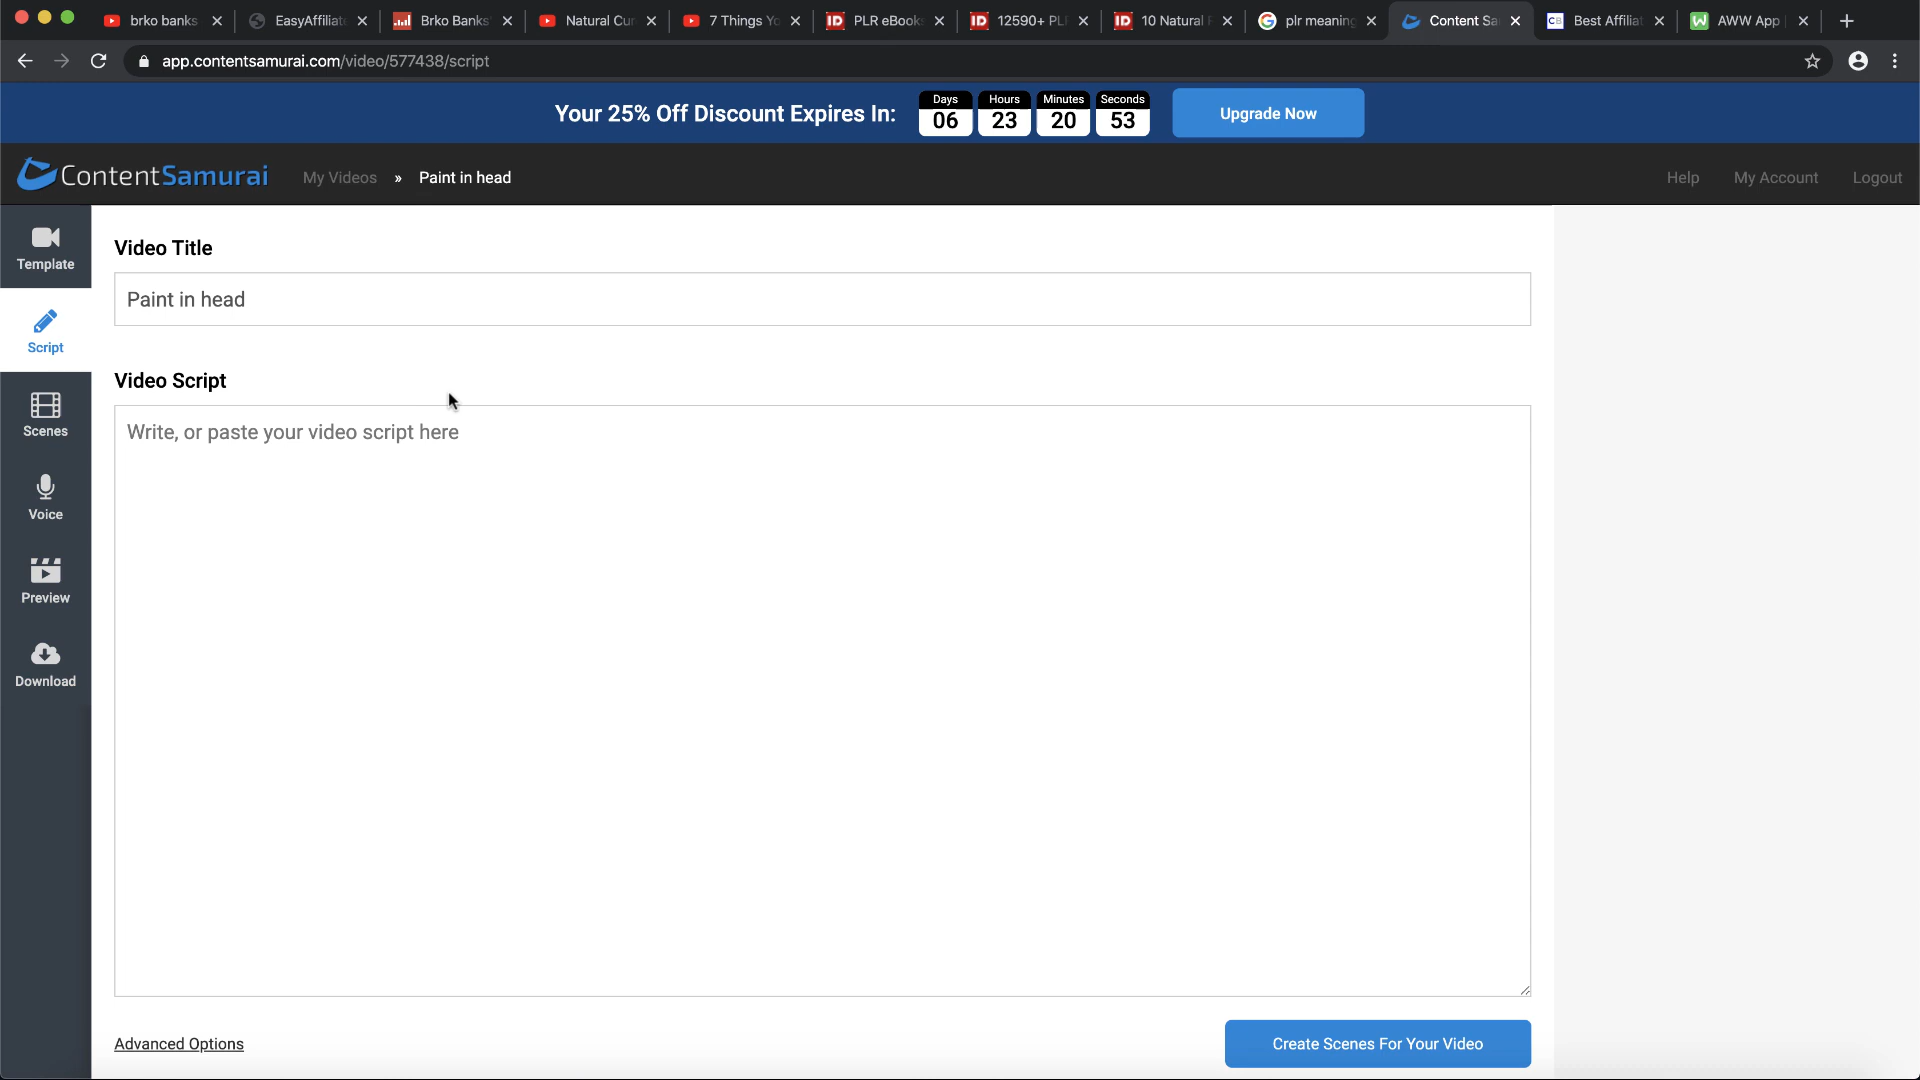 brko banks
EasyAffiliat
Brko Banks'
Natural Cur
7 Things Yo
ID PLR eBook
ID 12590+ PL
ID 10 Natural
plr meaning
Content Sa
CB Best Affiliat
AWW App
app.contentsamurai.com/video/577438/script
Your 25% Off Discount Expires In:
Days Hours Minutes Seconds
06 23 20 53
Upgrade Now
ContentSamurai
My Videos » Paint in head
Help My Account Logout
Template
Script
Scenes
Voice
Preview
Download
Video Title
Paint in head
Video Script
Write, or paste your video script here
Advanced Options
Create Scenes For Your Video